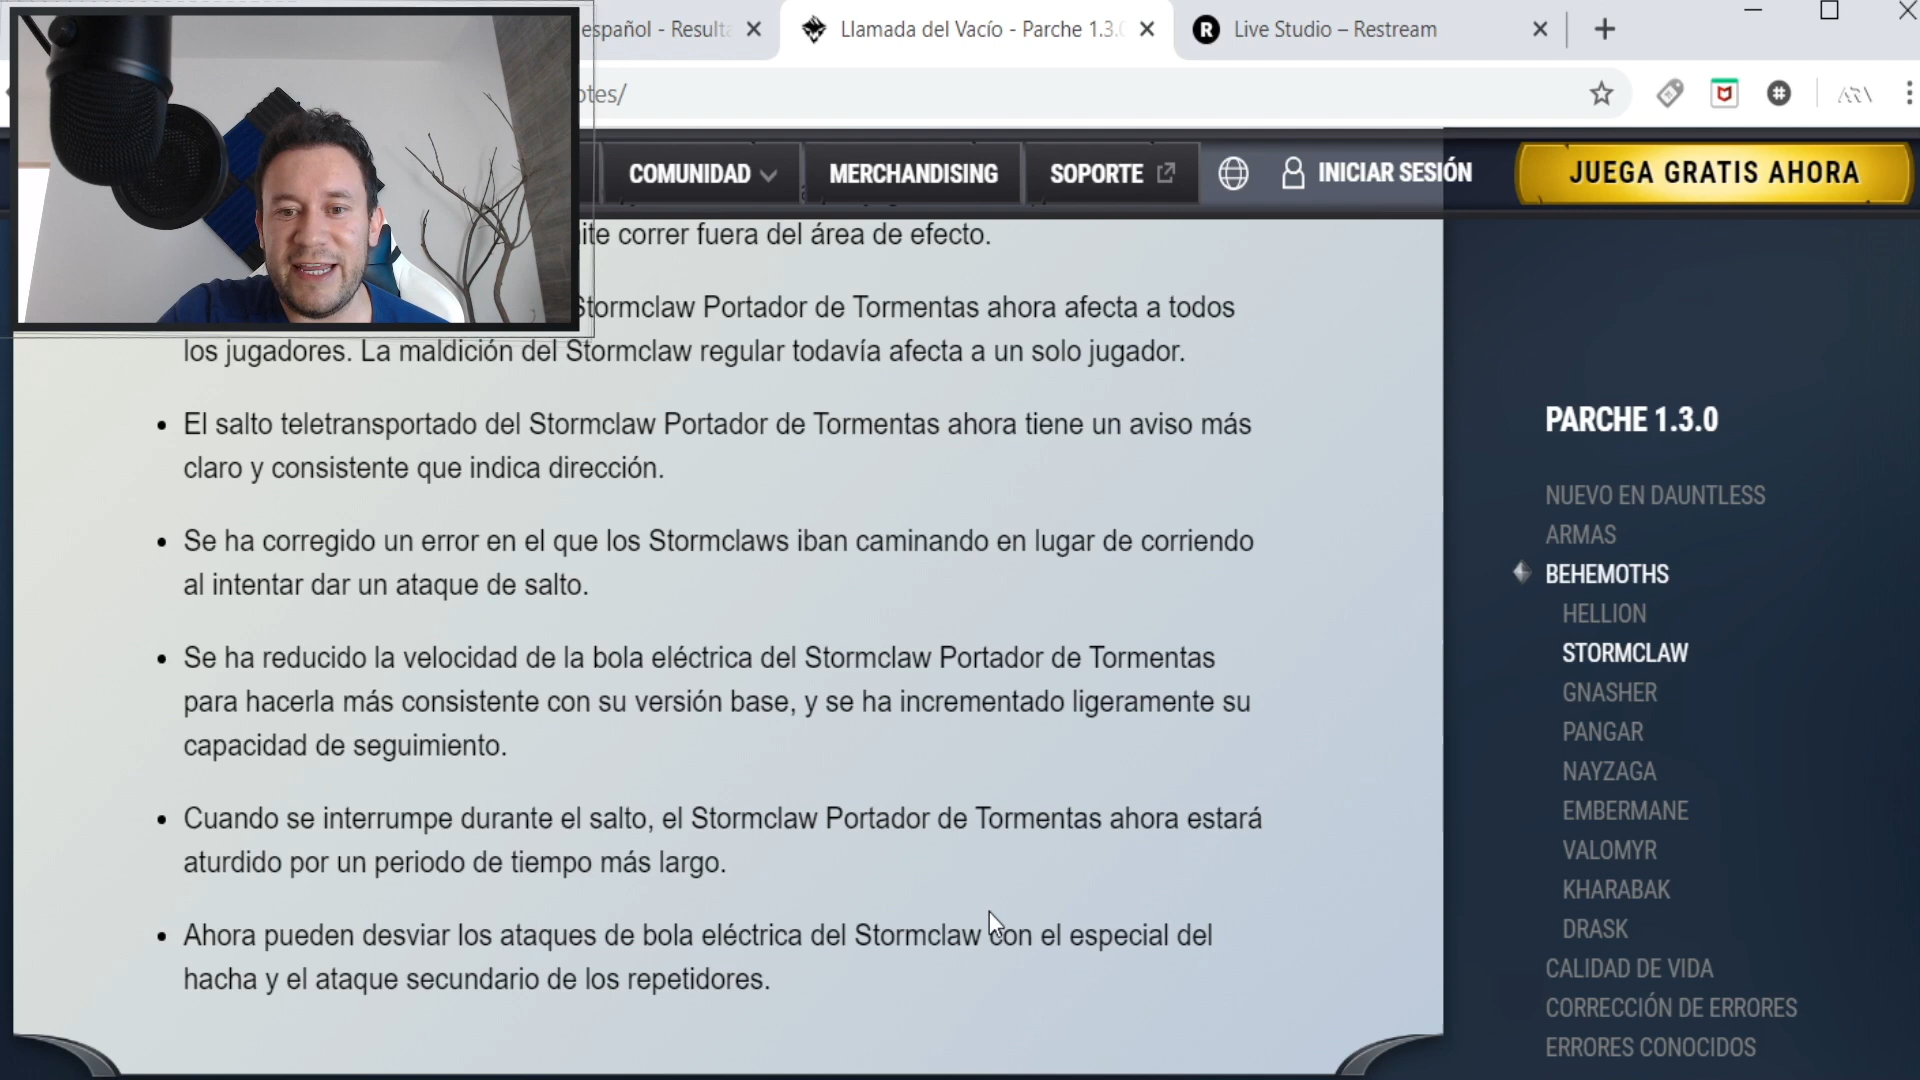 español - Resulta
Llamada del Vacío - Parche 1.3.0
R
Live Studio – Restream
otes/
COMUNIDAD
MERCHANDISING
SOPORTE
INICIAR SESIÓN
JUEGA GRATIS AHORA
correr fuera del área de efecto.
Stormclaw Portador de Tormentas ahora afecta a todos
los jugadores. La maldición del Stormclaw regular todavía afecta a un solo jugador.
• El salto teletransportado del Stormclaw Portador de Tormentas ahora tiene un aviso más
claro y consistente que indica dirección.
• Se ha corregido un error en el que los Stormclaws iban caminando en lugar de corriendo
al intentar dar un ataque de salto.
• Se ha reducido la velocidad de la bola eléctrica del Stormclaw Portador de Tormentas
para hacerla más consistente con su versión base, y se ha incrementado ligeramente su
capacidad de seguimiento.
• Cuando se interrumpe durante el salto, el Stormclaw Portador de Tormentas ahora estará
aturdido por un periodo de tiempo más largo.
• Ahora pueden desviar los ataques de bola eléctrica del Stormclaw con el especial del
hacha y el ataque secundario de los repetidores.
PARCHE 1.3.0
NUEVO EN DAUNTLESS
ARMAS
BEHEMOTHS
HELLION
STORMCLAW
GNASHER
PANGAR
NAYZAGA
EMBERMANE
VALOMYR
KHARABAK
DRASK
CALIDAD DE VIDA
CORRECCIÓN DE ERRORES
ERRORES CONOCIDOS